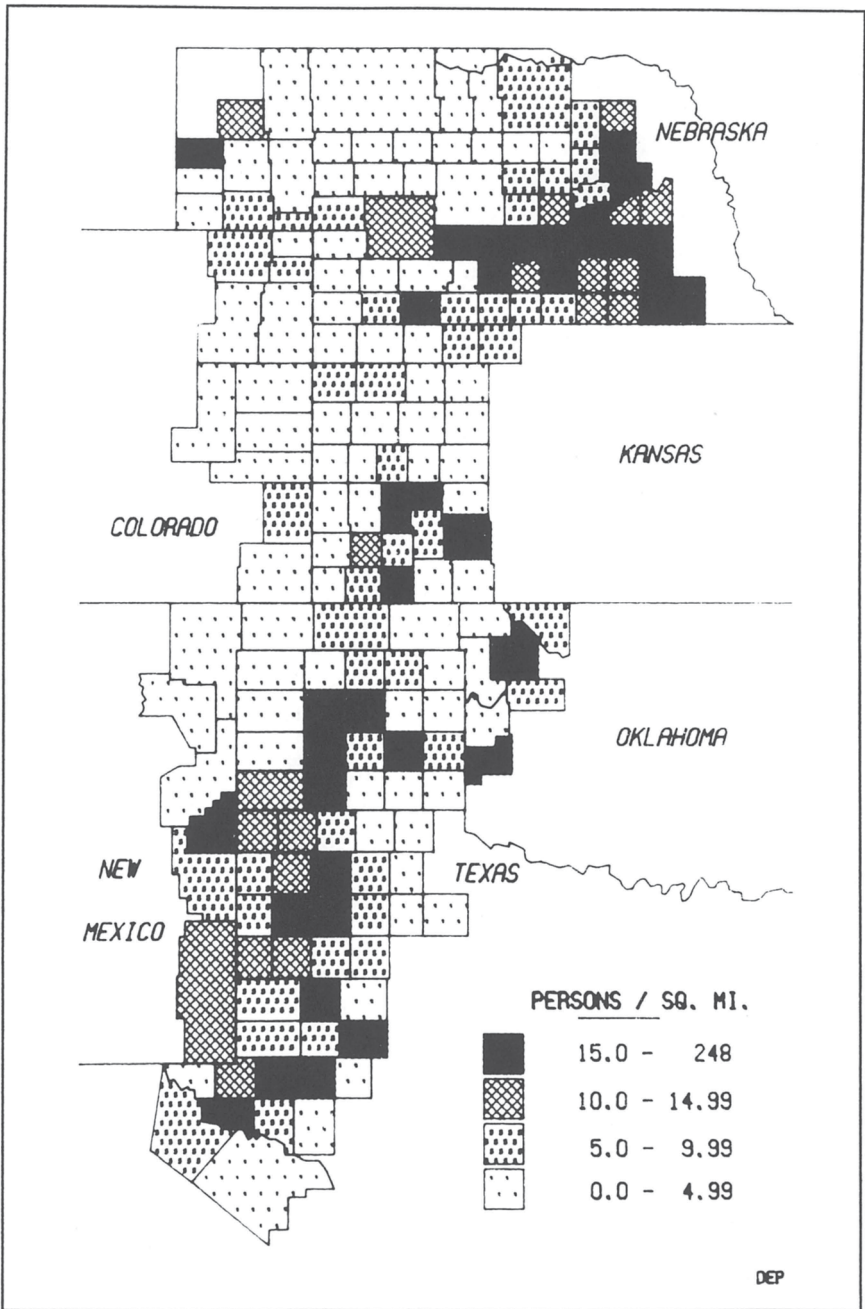 NEBRASKA
KANSAS
COLORADO
OKLAHOMA
NEW
TEXAS
MEXICO
PERSONS / SQ. MI.
15.0 - 248
10.0 - 14.99
5.0 - 9.99
0.0 - 4.99
DEP